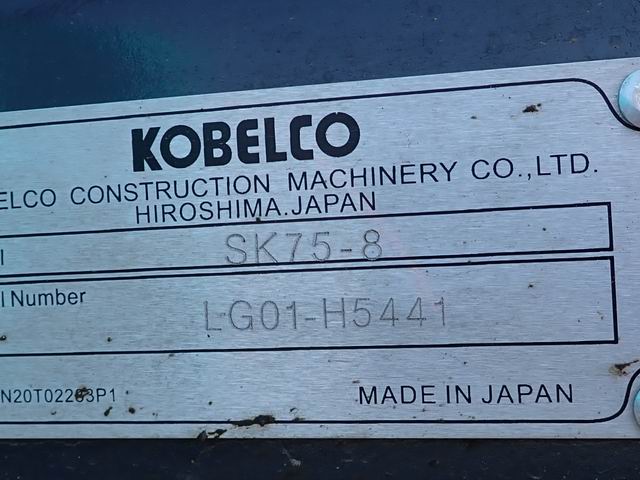 KOBELCO
ELCO CONSTRUCTION MACHINERY CO.,LTD.
HIROSHIMA.JAPAN
SK75-8
l Number
LG01-H5441
MADE IN JAPAN